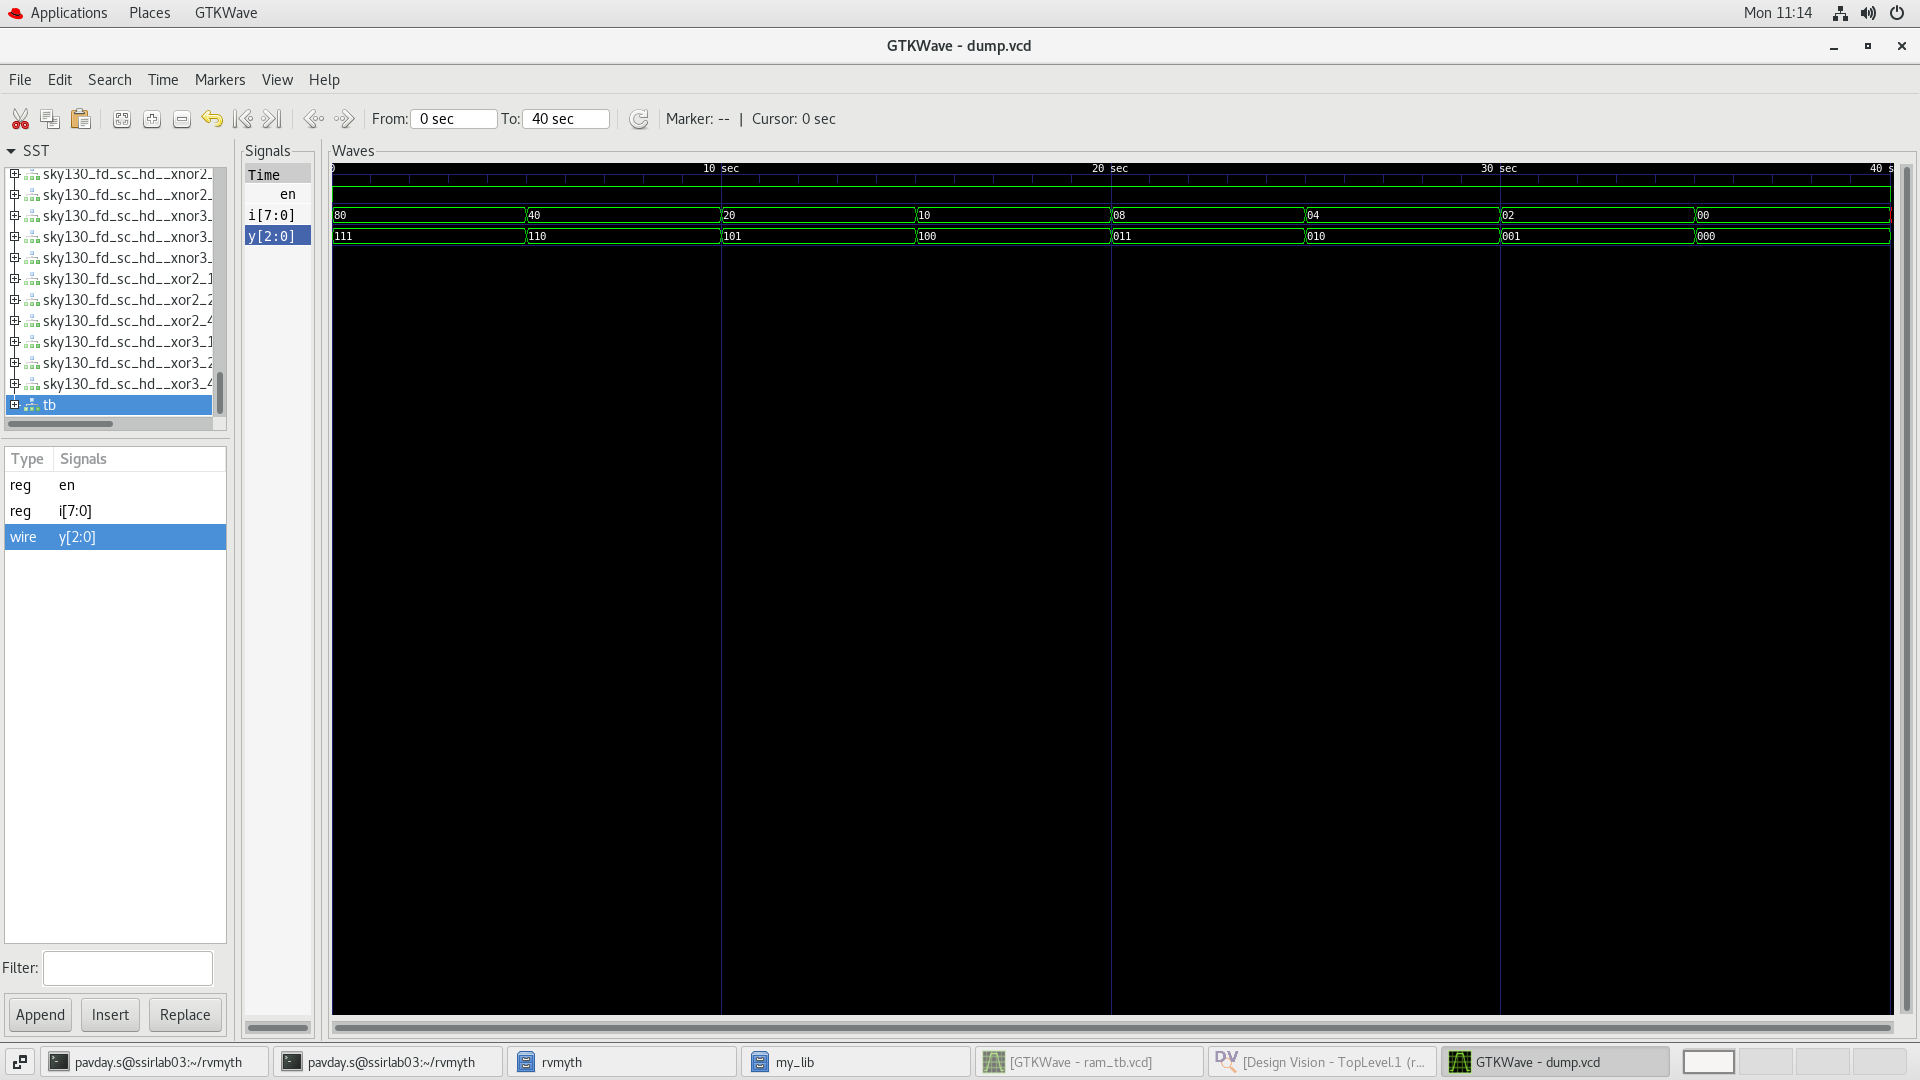 Applications Places GTKWave Mon 11:14
GTKWave - dump.vcd
File Edit Search Time Markers View Help
From: 0 sec To: 40 sec Marker: -- | Cursor: 0 sec
SST
sky130_fd_sc_hd__xnor2_
sky130_fd_sc_hd__xnor2_
sky130_fd_sc_hd__xnor3_
sky130_fd_sc_hd__xnor3_
sky130_fd_sc_hd__xnor3_
sky130_fd_sc_hd__xor2_1
sky130_fd_sc_hd__xor2_2
sky130_fd_sc_hd__xor2_4
sky130_fd_sc_hd__xor3_1
sky130_fd_sc_hd__xor3_2
sky130_fd_sc_hd__xor3_4
tb
Type Signals
reg en
reg i[7:0]
wire y[2:0]
Filter:
Append Insert Replace
Signals
Time
en
i[7:0]
y[2:0]
Waves
0 10 sec 20 sec 30 sec 40 s
80 40 20 10 08 04 02 00
111 110 101 100 011 010 001 000
pavday.s@ssirlab03:~/rvmyth pavday.s@ssirlab03:~/rvmyth rvmyth my_lib [GTKWave - ram_tb.vcd] DV [Design Vision - TopLevel.1 (r... GTKWave - dump.vcd